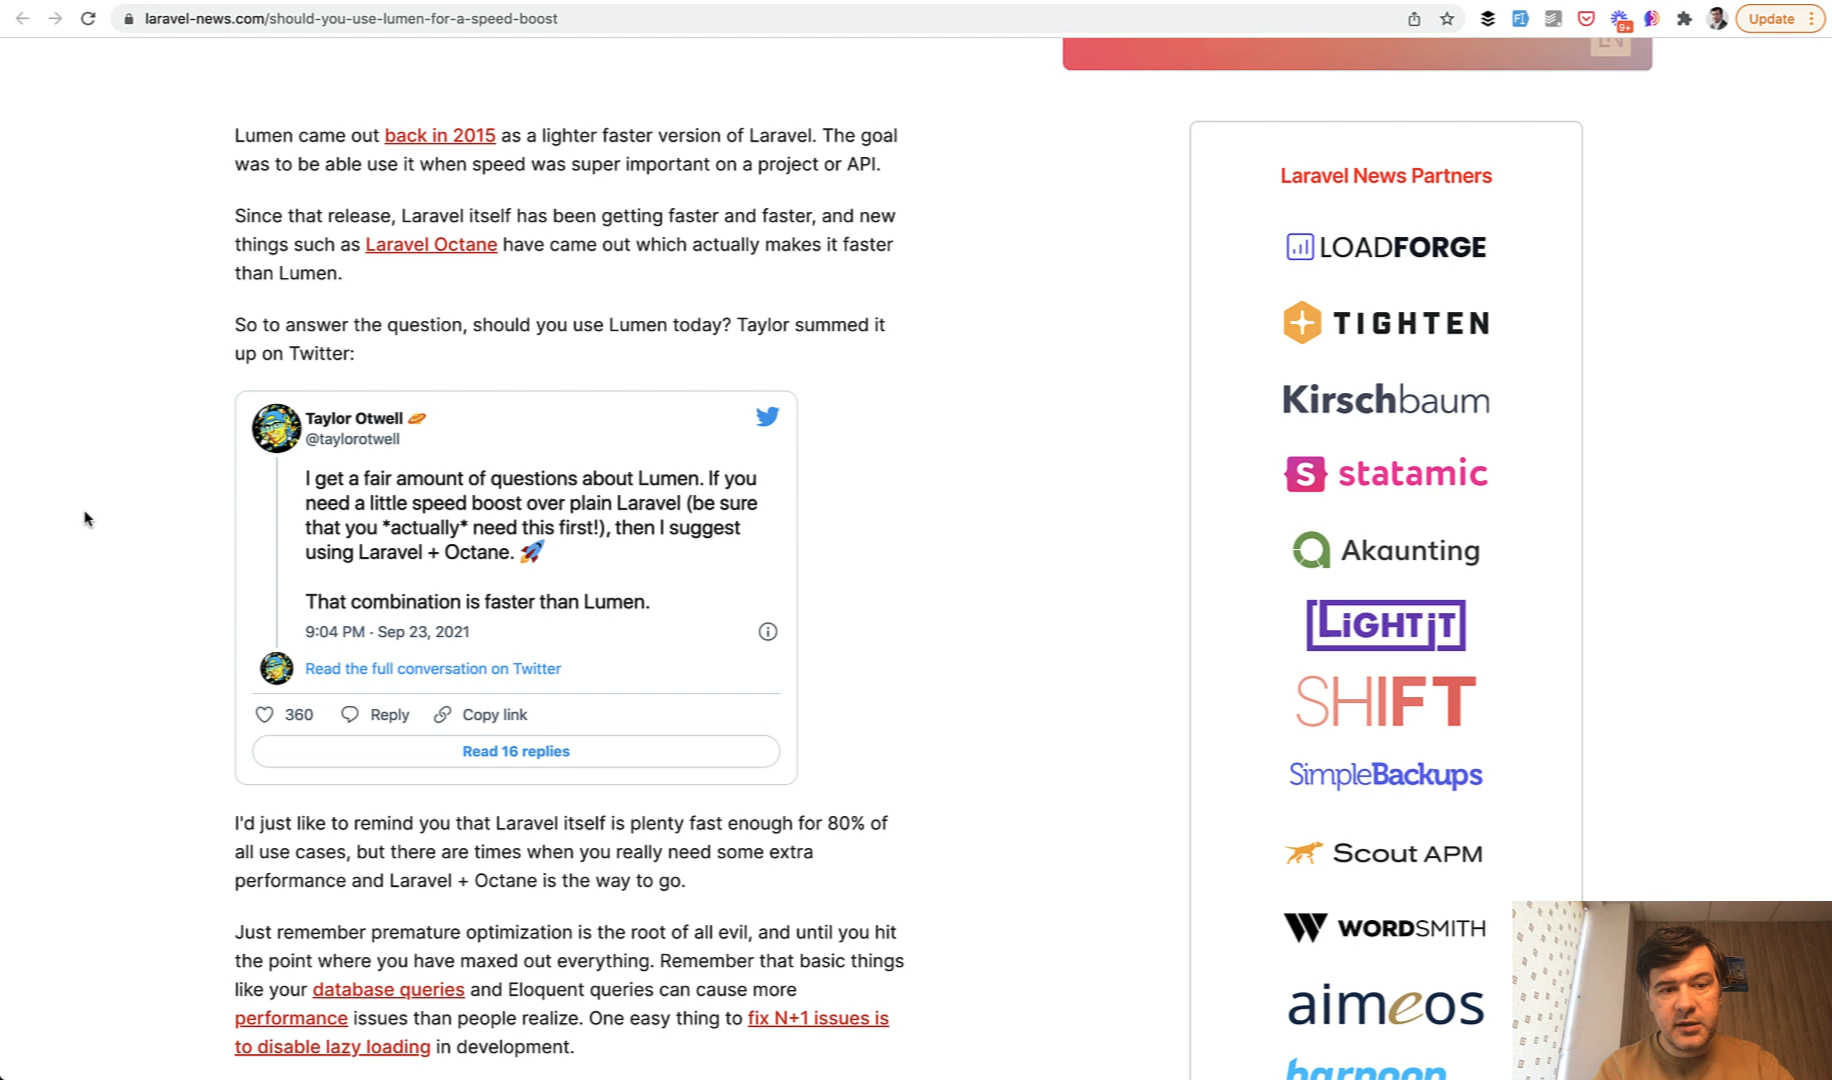 laravel-news.com/should-you-use-lumen-for-a-speed-boost
9+
Update
LN
Lumen came out back in 2015 as a lighter faster version of Laravel. The goal
was to be able use it when speed was super important on a project or API.
Since that release, Laravel itself has been getting faster and faster, and new
things such as Laravel Octane have came out which actually makes it faster
than Lumen.
So to answer the question, should you use Lumen today? Taylor summed it
up on Twitter:
Taylor Otwell
@taylorotwell
I get a fair amount of questions about Lumen. If you
need a little speed boost over plain Laravel (be sure
that you *actually* need this first!), then I suggest
using Laravel + Octane.
That combination is faster than Lumen.
9:04 PM · Sep 23, 2021
Read the full conversation on Twitter
360 Reply Copy link
Read 16 replies
I'd just like to remind you that Laravel itself is plenty fast enough for 80% of
all use cases, but there are times when you really need some extra
performance and Laravel + Octane is the way to go.
Just remember premature optimization is the root of all evil, and until you hit
the point where you have maxed out everything. Remember that basic things
like your database queries and Eloquent queries can cause more
performance issues than people realize. One easy thing to fix N+1 issues is
to disable lazy loading in development.
Laravel News Partners
LOADFORGE
TIGHTEN
Kirschbaum
S statamic
Akaunting
LiGHT iT
SHIFT
SimpleBackups
Scout APM
WORDSMITH
aimeos